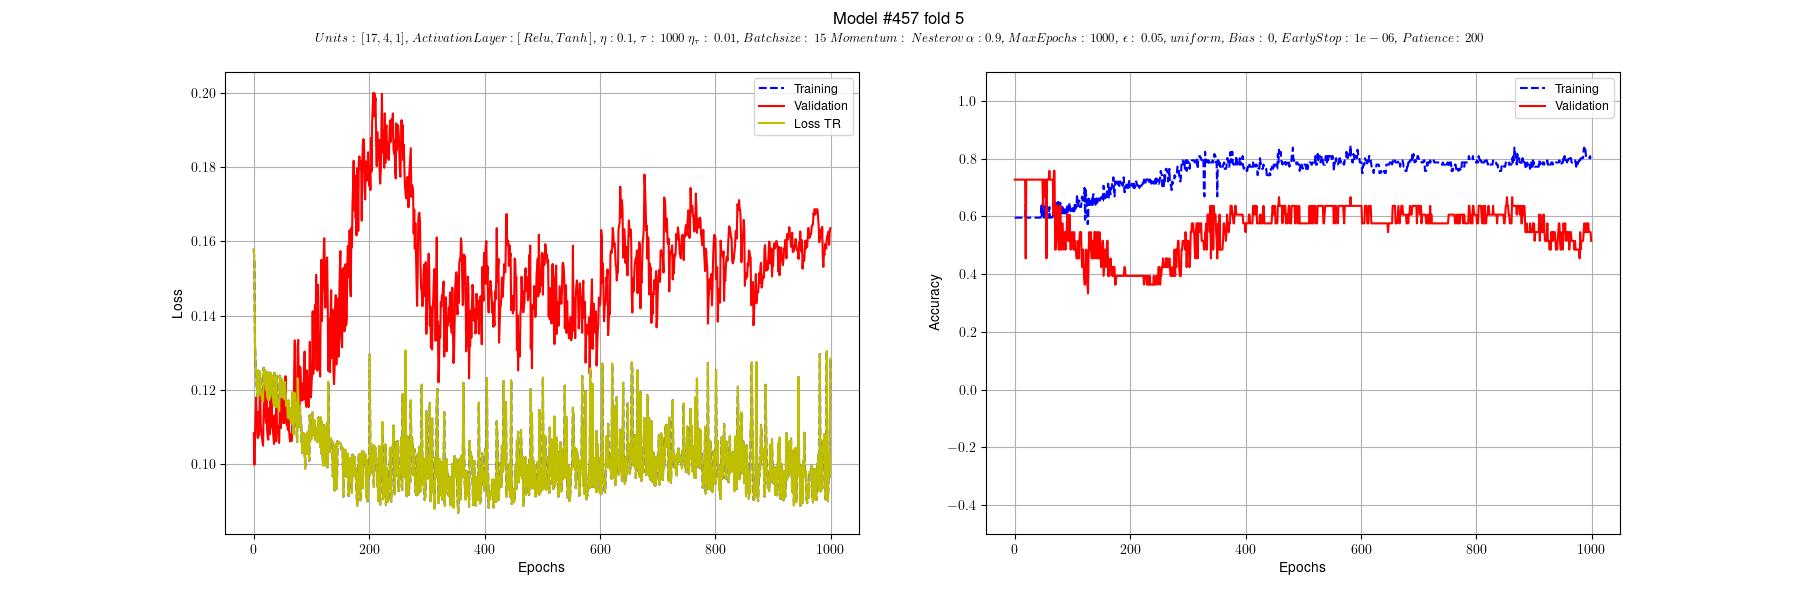 Model #457 fold 5
Units : [17, 4, 1], ActivationLayer : [ Relu, Tanh ], η : 0.1, τ : 1000 η_τ : 0.01, Batchsize : 15 Momentum : Nesterov α : 0.9, MaxEpochs : 1000, ϵ : 0.05, uniform, Bias : 0, EarlyStop : 1e − 06, Patience : 200
Training
Validation
Loss TR
0.20
0.18
0.16
0.14
0.12
0.10
Loss
0
200
400
600
800
1000
Epochs
Training
Validation
1.0
0.8
0.6
0.4
0.2
0.0
−0.2
−0.4
Accuracy
0
200
400
600
800
1000
Epochs